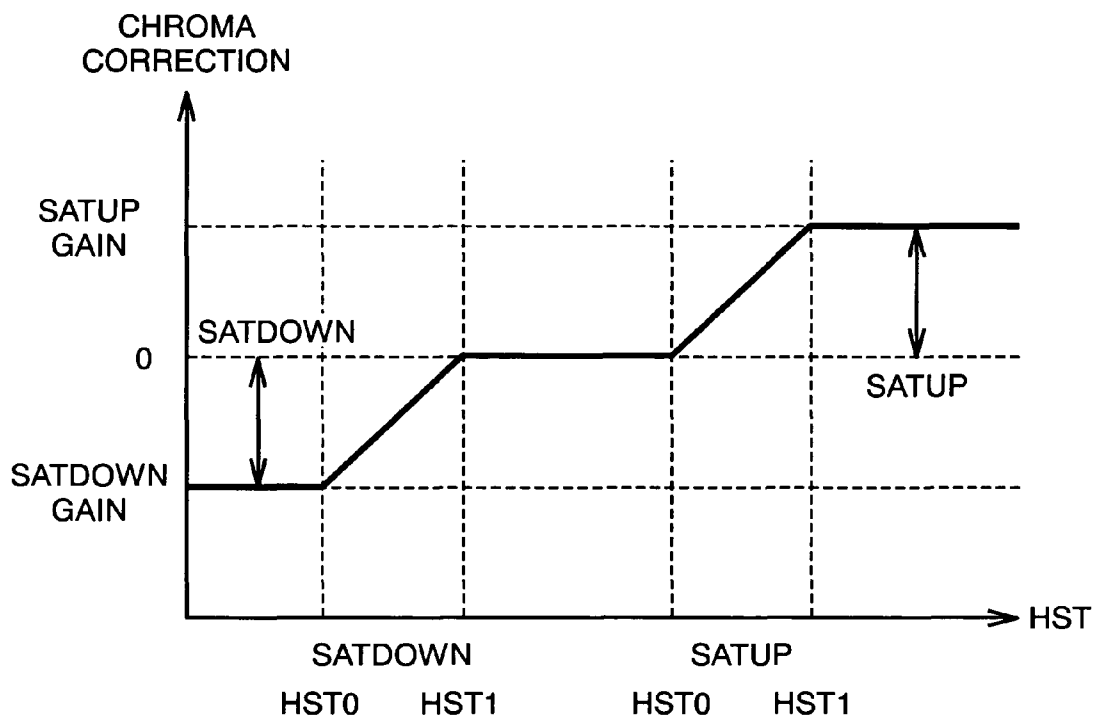 CHROMA
CORRECTION
SATUP
GAIN
SATDOWN
0
SATUP
SATDOWN
GAIN
HST
SATDOWN SATUP
HST0 HST1 HST0 HST1